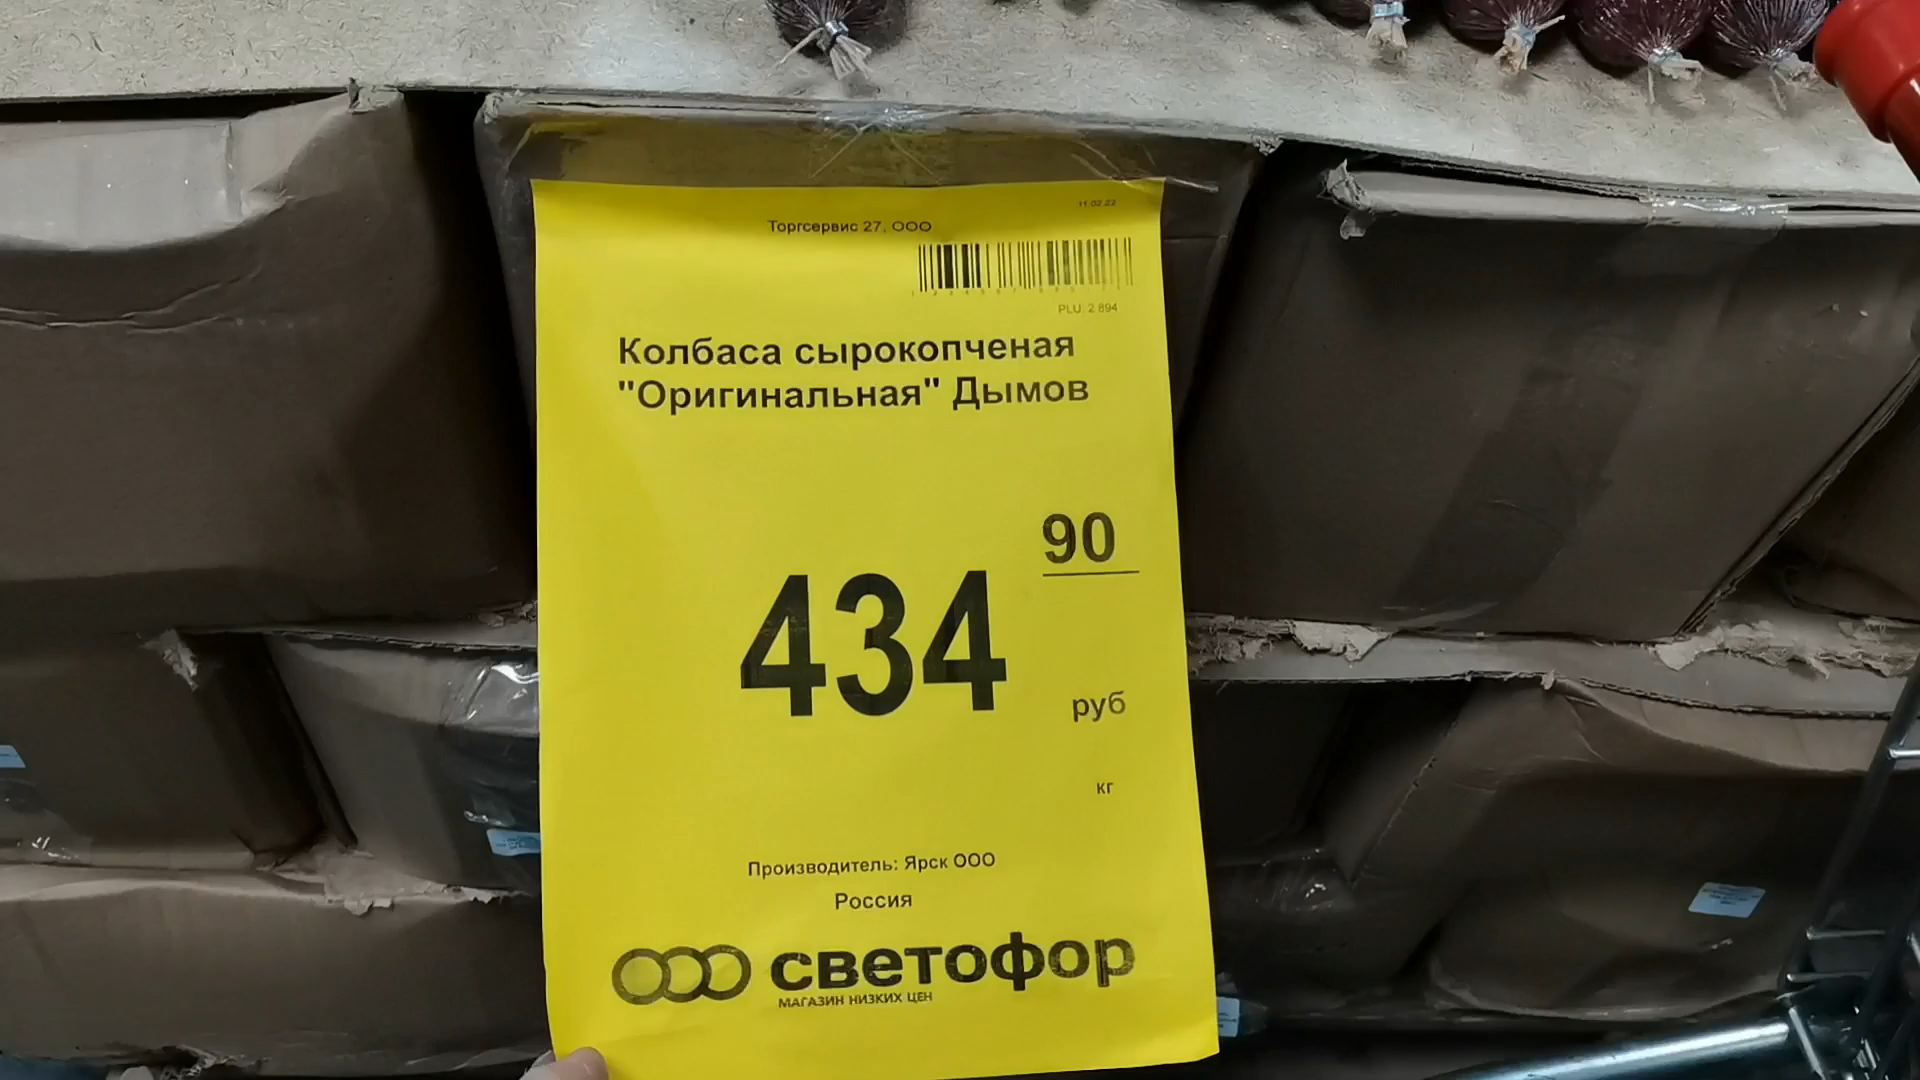 11.02.22
Торгсервис 27, ООО
PLU: 2 894
Колбаса сырокопченая
"Оригинальная" Дымов
434 90
руб
кг
Производитель: Ярск ООО
Россия
светофор
МАГАЗИН НИЗКИХ ЦЕН